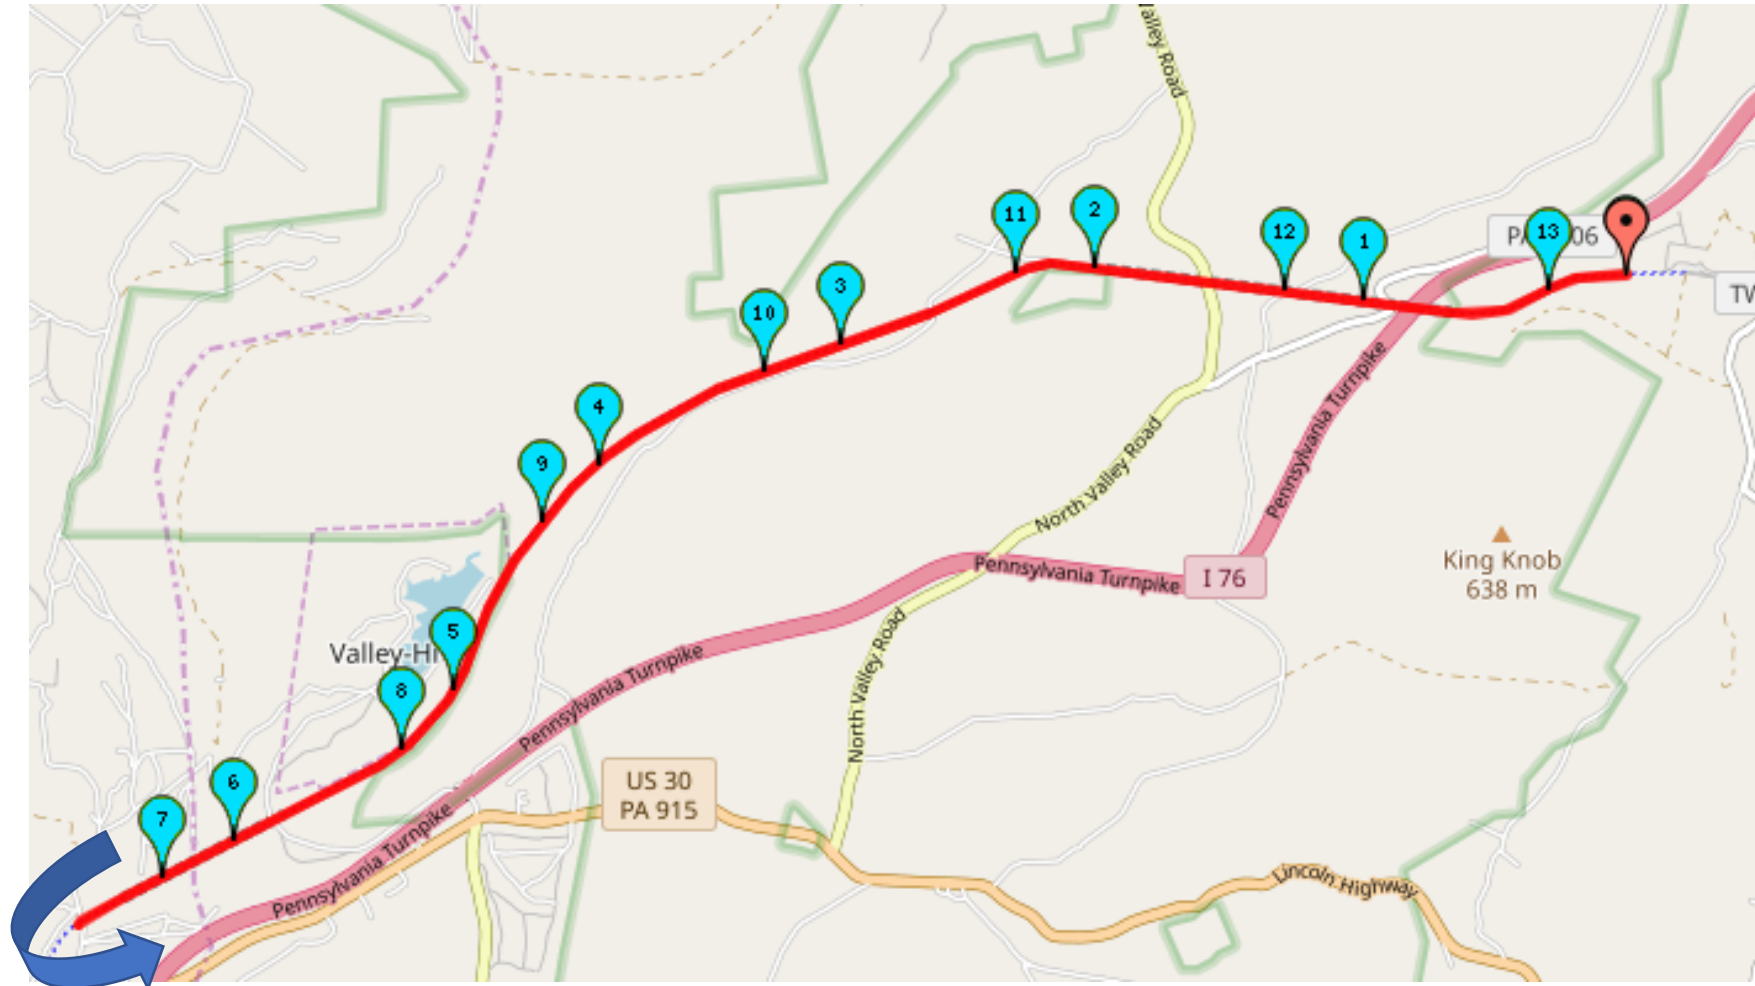 alley Road
11
2
12
1
PA 06
13
TW
3
10
4
9
North Valley Road
Pennsylvania Turnpike
Pennsylvania Turnpike
I 76
King Knob
638 m
5
Valley-Hi
8
North Valley Road
Pennsylvania Turnpike
6
7
US 30
PA 915
Pennsylvania Turnpike
Lincoln Highway